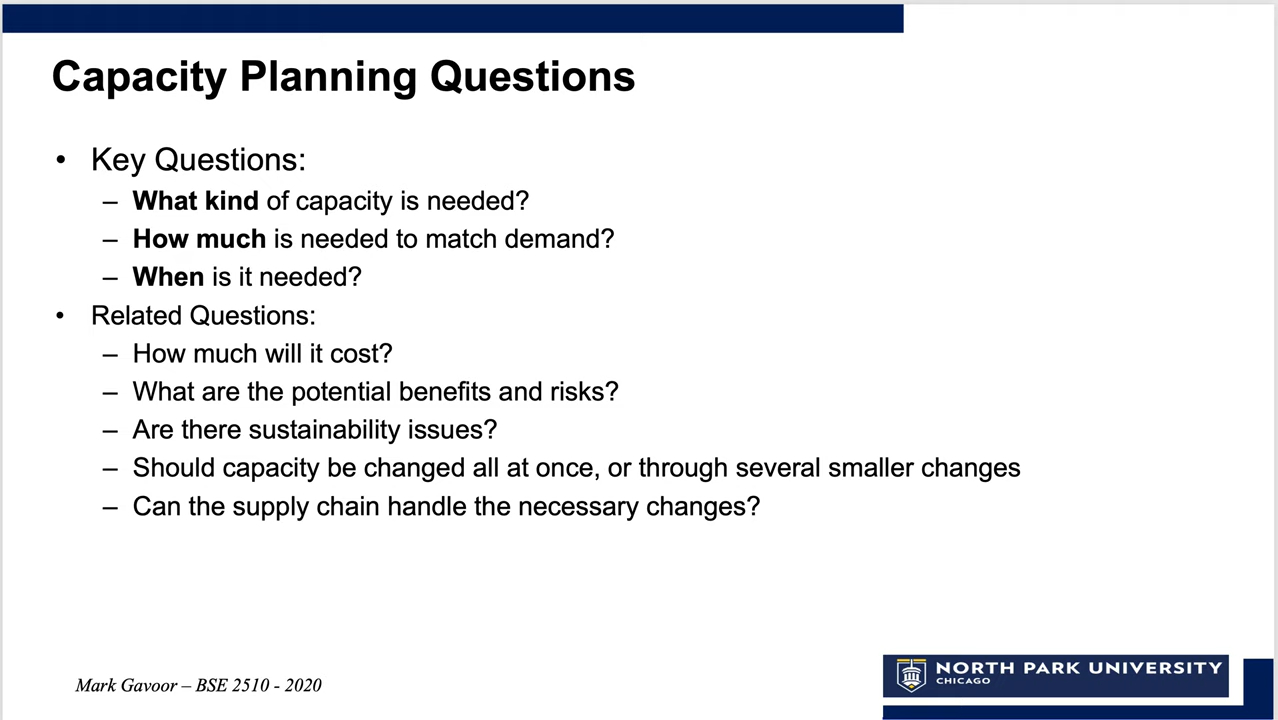 Capacity Planning Questions
• Key Questions:
– What kind of capacity is needed?
– How much is needed to match demand?
– When is it needed?
• Related Questions:
– How much will it cost?
– What are the potential benefits and risks?
– Are there sustainability issues?
– Should capacity be changed all at once, or through several smaller changes
– Can the supply chain handle the necessary changes?
Mark Gavoor – BSE 2510 - 2020
NORTH PARK UNIVERSITY
CHICAGO